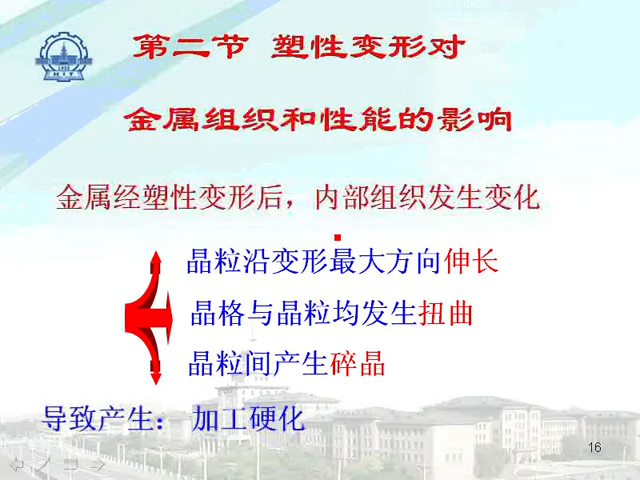 第二节 塑性变形对
金属组织和性能的影响
金属经塑性变形后，内部组织发生变化
晶粒沿变形最大方向伸长
晶格与晶粒均发生扭曲
晶粒间产生碎晶
导致产生： 加工硬化
16